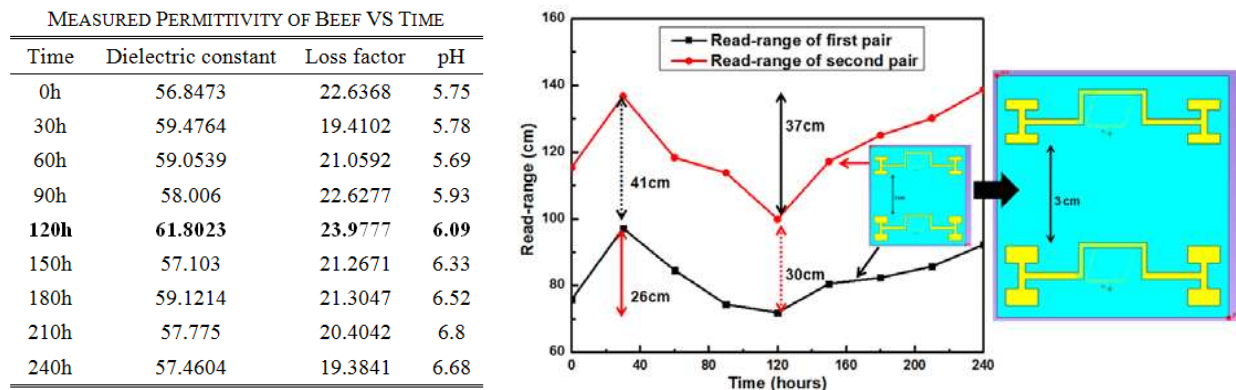 MEASURED PERMITTIVITY OF BEEF VS TIME
Time Dielectric constant Loss factor pH
0h 56.8473 22.6368 5.75
30h 59.4764 19.4102 5.78
60h 59.0539 21.0592 5.69
90h 58.006 22.6277 5.93
120h 61.8023 23.9777 6.09
150h 57.103 21.2671 6.33
180h 59.1214 21.3047 6.52
210h 57.775 20.4042 6.8
240h 57.4604 19.3841 6.68
160
140
120
100
80
60
Read-range (cm)
Read-range of first pair
Read-range of second pair
41cm
26cm
37cm
30cm
3cm
0 40 80 120 160 200 240
Time (hours)